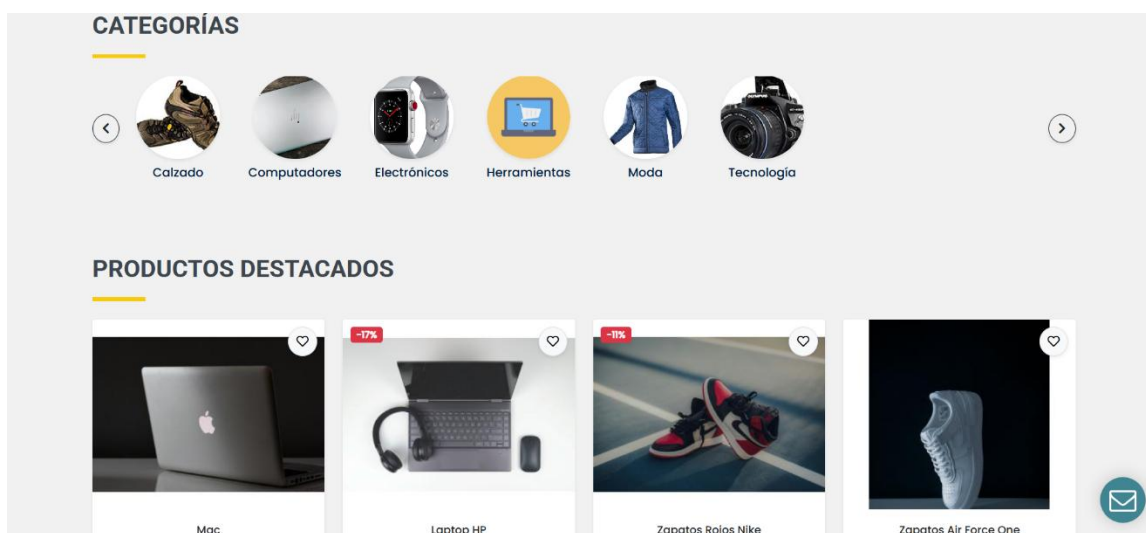 CATEGORÍAS
Calzado Computadores Electrónicos Herramientas Moda Tecnología
PRODUCTOS DESTACADOS
-17% -11%
Mac Laptop HP Zapatos Rojos Nike Zapatos Air Force One